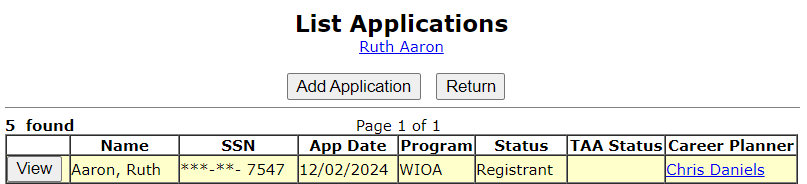 List Applications
Ruth Aaron
Add Application Return
5 found Page 1 of 1
Name SSN App Date Program Status TAA Status Career Planner
View Aaron, Ruth ***-**- 7547 12/02/2024 WIOA Registrant Chris Daniels